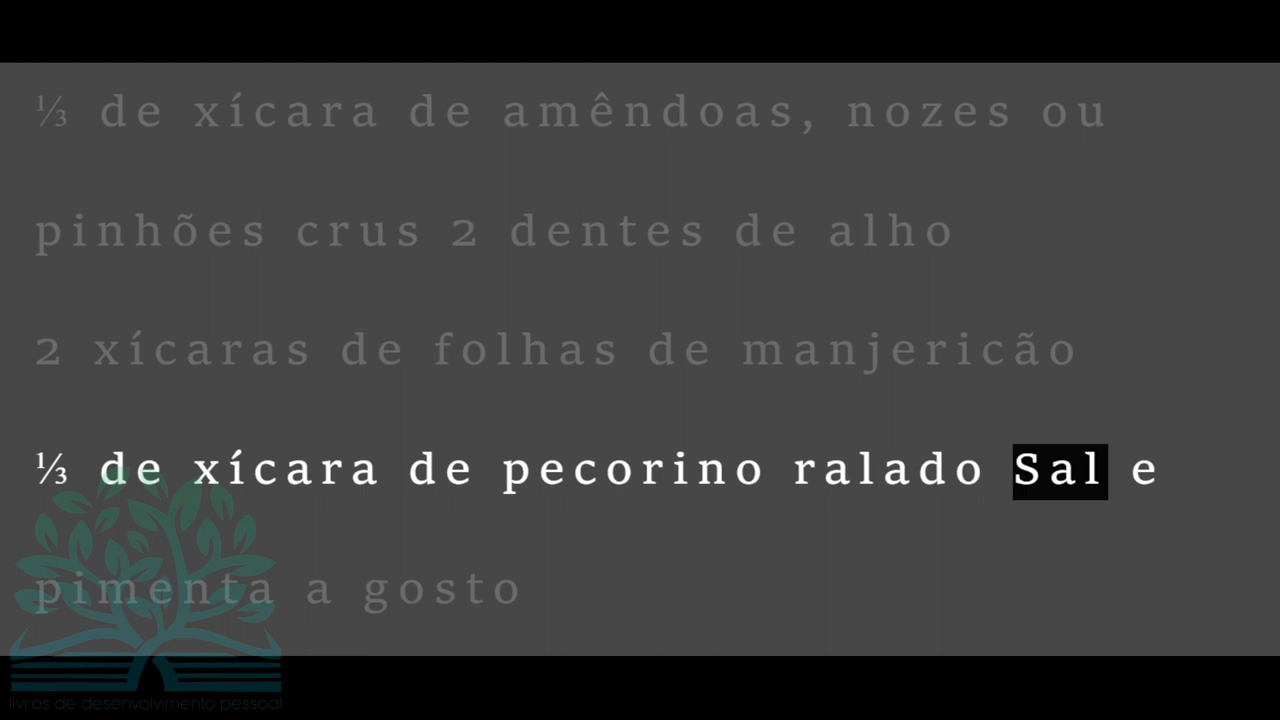 ⅓ de xícara de amêndoas, nozes ou
pinhões crus 2 dentes de alho
2 xícaras de folhas de manjericão
⅓ de xícara de pecorino ralado Sal e
pimenta a gosto
livros de desenvolvimento pessoal